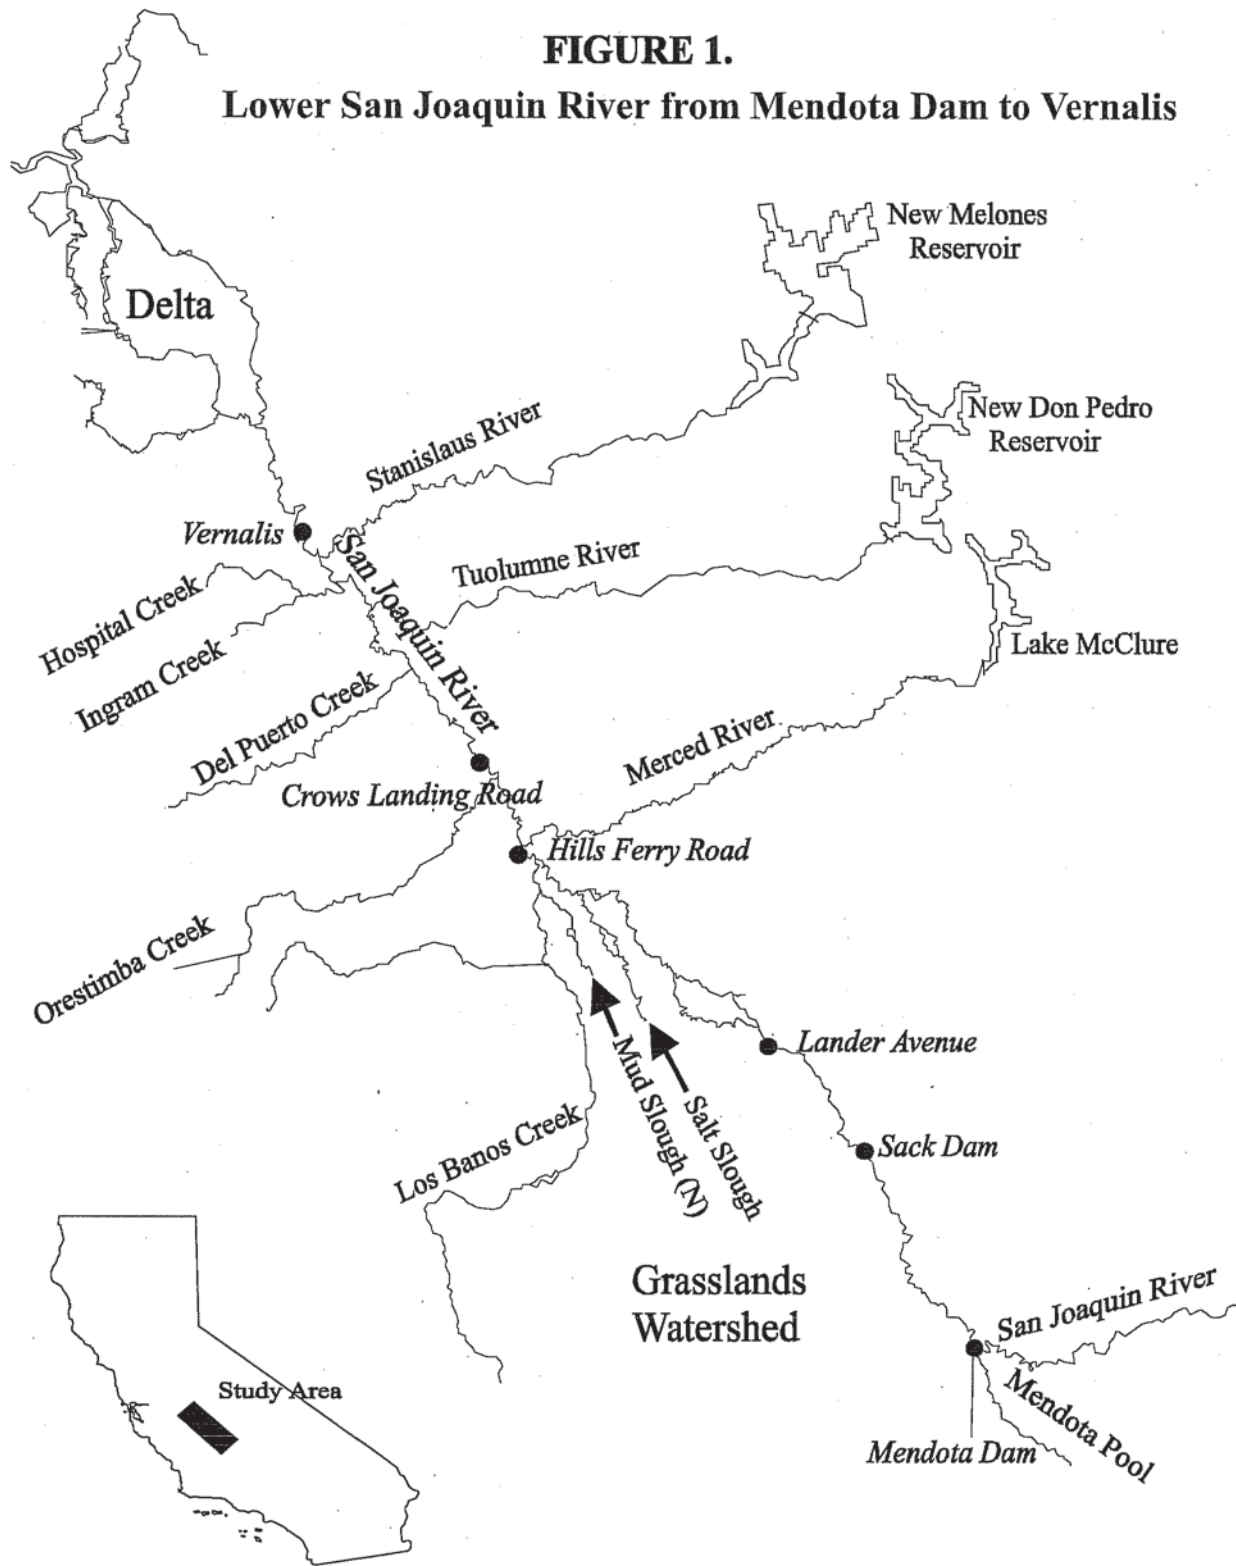 FIGURE 1.
Lower San Joaquin River from Mendota Dam to Vernalis
New Melones
Reservoir
Delta
New Don Pedro
Reservoir
Stanislaus River
Vernalis
San Joaquin River
Tuolumne River
Hospital Creek
Ingram Creek
Lake McClure
Del Puerto Creek
Merced River
Crows Landing Road
Hills Ferry Road
Orestimba Creek
Lander Avenue
Mud Slough (N)
Salt Slough
Los Banos Creek
Sack Dam
Grasslands
Watershed
San Joaquin River
Study Area
Mendota Pool
Mendota Dam